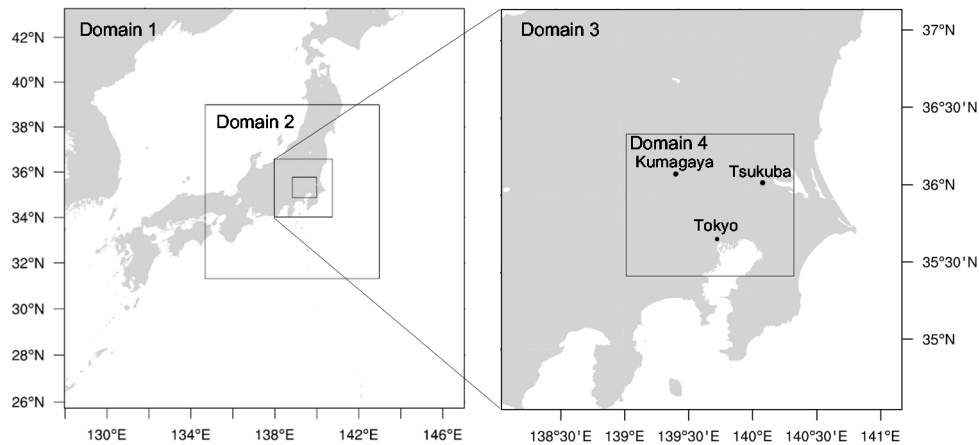 Domain 1
Domain 2
42°N
40°N
38°N
36°N
34°N
32°N
30°N
28°N
26°N
130°E
134°E
138°E
142°E
146°E
Domain 3
Domain 4
Kumagaya
Tsukuba
Tokyo
37°N
36°30'N
36°N
35°30'N
35°N
138°30'E
139°E
139°30'E
140°E
140°30'E
141°E